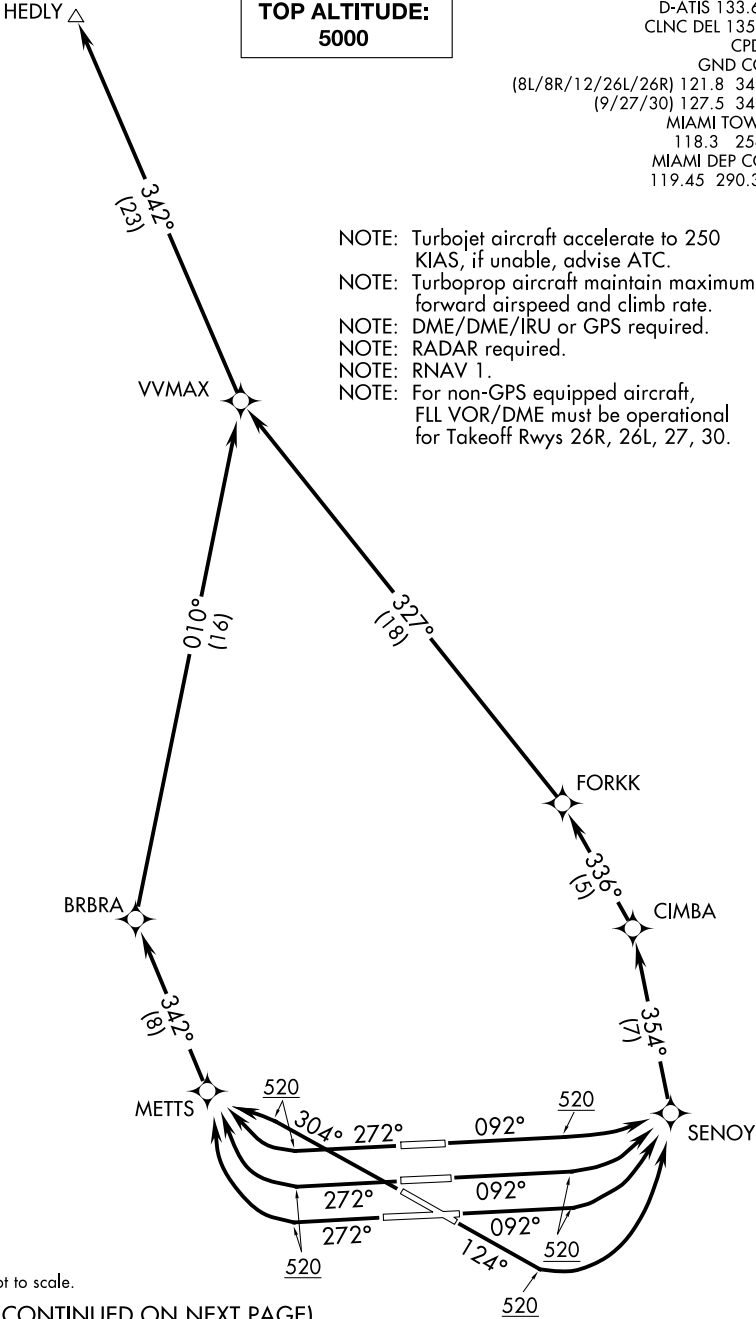 HEDLY
TOP ALTITUDE:
5000
D-ATIS 133.6
CLNC DEL 135
CPD
GND CO
(8L/8R/12/26L/26R) 121.8 34
(9/27/30) 127.5 34
MIAMI TOW
118.3 25
MIAMI DEP CO
119.45 290.3
342°
(23)
NOTE: Turbojet aircraft accelerate to 250
KIAS, if unable, advise ATC.
NOTE: Turboprop aircraft maintain maximum
forward airspeed and climb rate.
NOTE: DME/DME/IRU or GPS required.
NOTE: RADAR required.
NOTE: RNAV 1.
NOTE: For non-GPS equipped aircraft,
FLL VOR/DME must be operational
for Takeoff Rwys 26R, 26L, 27, 30.
VVMAX
010°
(16)
327°
(18)
FORKK
336°
(5)
BRBRA
CIMBA
342°
(8)
354°
(7)
METTS
520
304°
272°
092°
520
SENOY
272°
092°
272°
092°
520
124°
520
520
ot to scale.
CONTINUED ON NEXT PAGE)